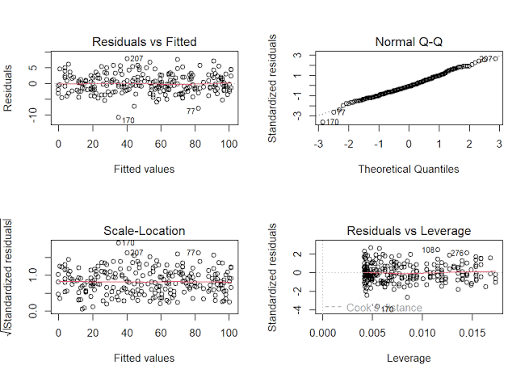 Residuals vs Fitted
Residuals
5
0
-10
207
170
77
0 20 40 60 80 100
Fitted values
Normal Q-Q
Standardized residuals
3
1
-1
-3
207
77
170
-3 -2 -1 0 1 2 3
Theoretical Quantiles
Scale-Location
√|Standardized residuals|
1.0
0.0
170
207
77
0 20 40 60 80 100
Fitted values
Residuals vs Leverage
Standardized residuals
2
0
-2
-4
108
276
170
Cook's distance
0.000 0.005 0.010 0.015
Leverage